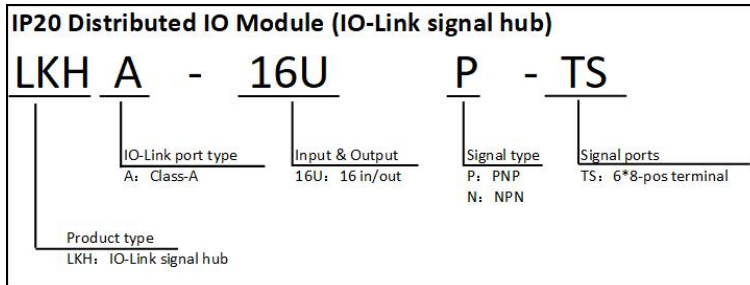 IP20 Distributed IO Module (IO-Link signal hub)
LKH A - 16U P - TS
IO-Link port type
A: Class-A
Input & Output
16U: 16 in/out
Signal type
P: PNP
N: NPN
Signal ports
TS: 6*8-pos terminal
Product type
LKH: IO-Link signal hub